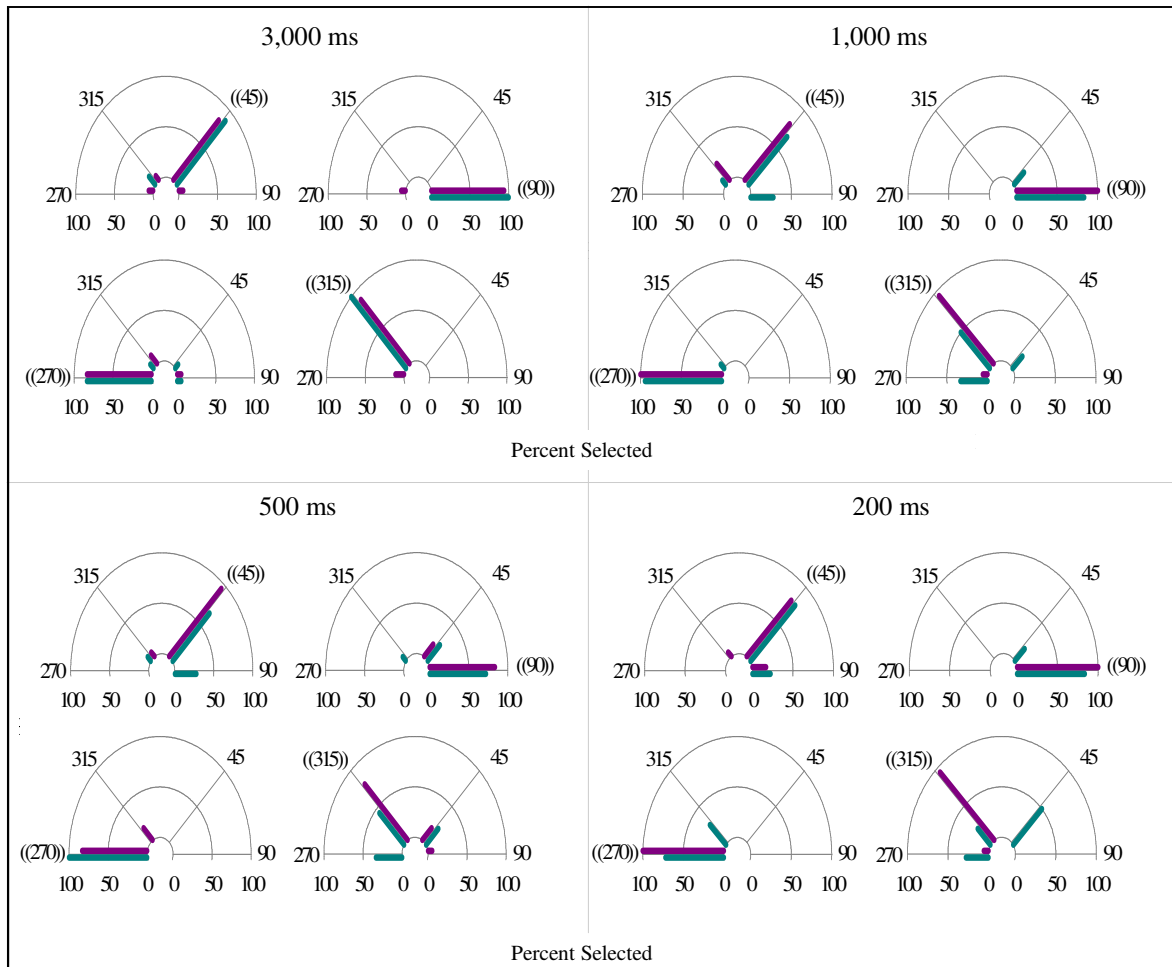 3,000 ms
1,000 ms
315 ((45)) 315 45 315 ((45)) 315 45
270 90 270 ((90)) 270 90 270 ((90))
100 50 0 0 50 100 100 50 0 0 50 100 100 50 0 0 50 100 100 50 0 0 50 100
315 45 ((315)) 45 315 45 ((315)) 45
((270)) 90 270 90 ((270)) 90 270 90
100 50 0 0 50 100 100 50 0 0 50 100 100 50 0 0 50 100 100 50 0 0 50 100
Percent Selected
500 ms
200 ms
315 ((45)) 315 45 315 ((45)) 315 45
270 90 270 ((90)) 270 90 270 ((90))
100 50 0 0 50 100 100 50 0 0 50 100 100 50 0 0 50 100 100 50 0 0 50 100
315 45 ((315)) 45 315 45 ((315)) 45
((270)) 90 270 90 ((270)) 90 270 90
100 50 0 0 50 100 100 50 0 0 50 100 100 50 0 0 50 100 100 50 0 0 50 100
Percent Selected